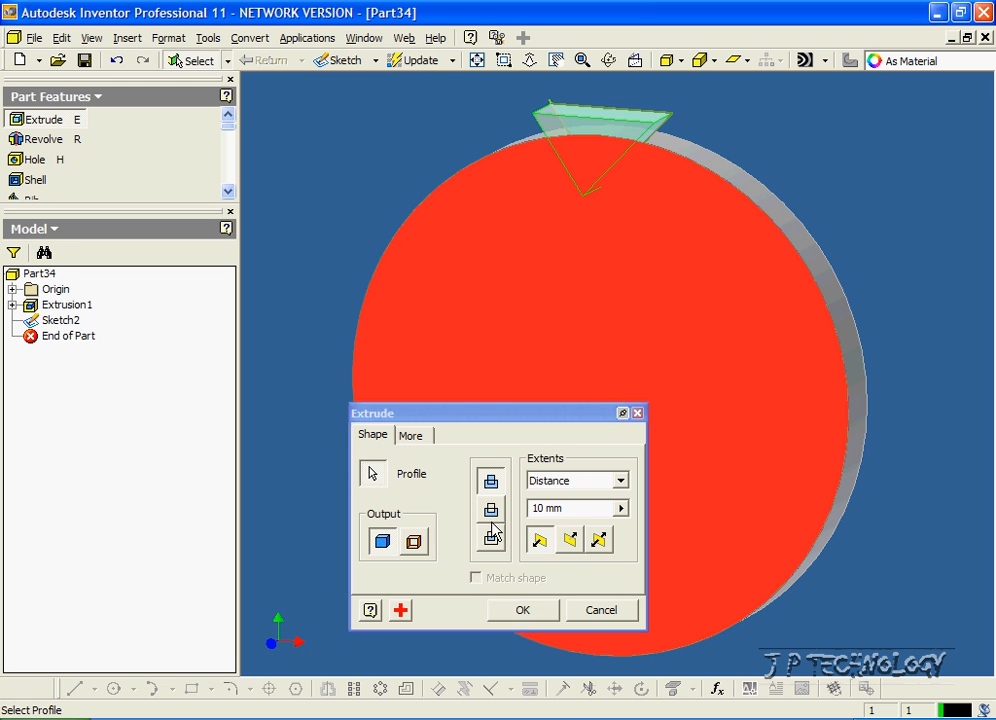 Autodesk Inventor Professional 11 - NETWORK VERSION - [Part34]
File Edit View Insert Format Tools Convert Applications Window Web Help
Select Return Sketch Update As Material
Part Features
Extrude E
Revolve R
Hole H
Shell
Model
Part34
Origin
Extrusion1
Sketch2
End of Part
Extrude
Shape More
Profile
Output
Extents
Distance
10 mm
Match shape
OK Cancel
J P TECHNOLOGY
Select Profile 1 1